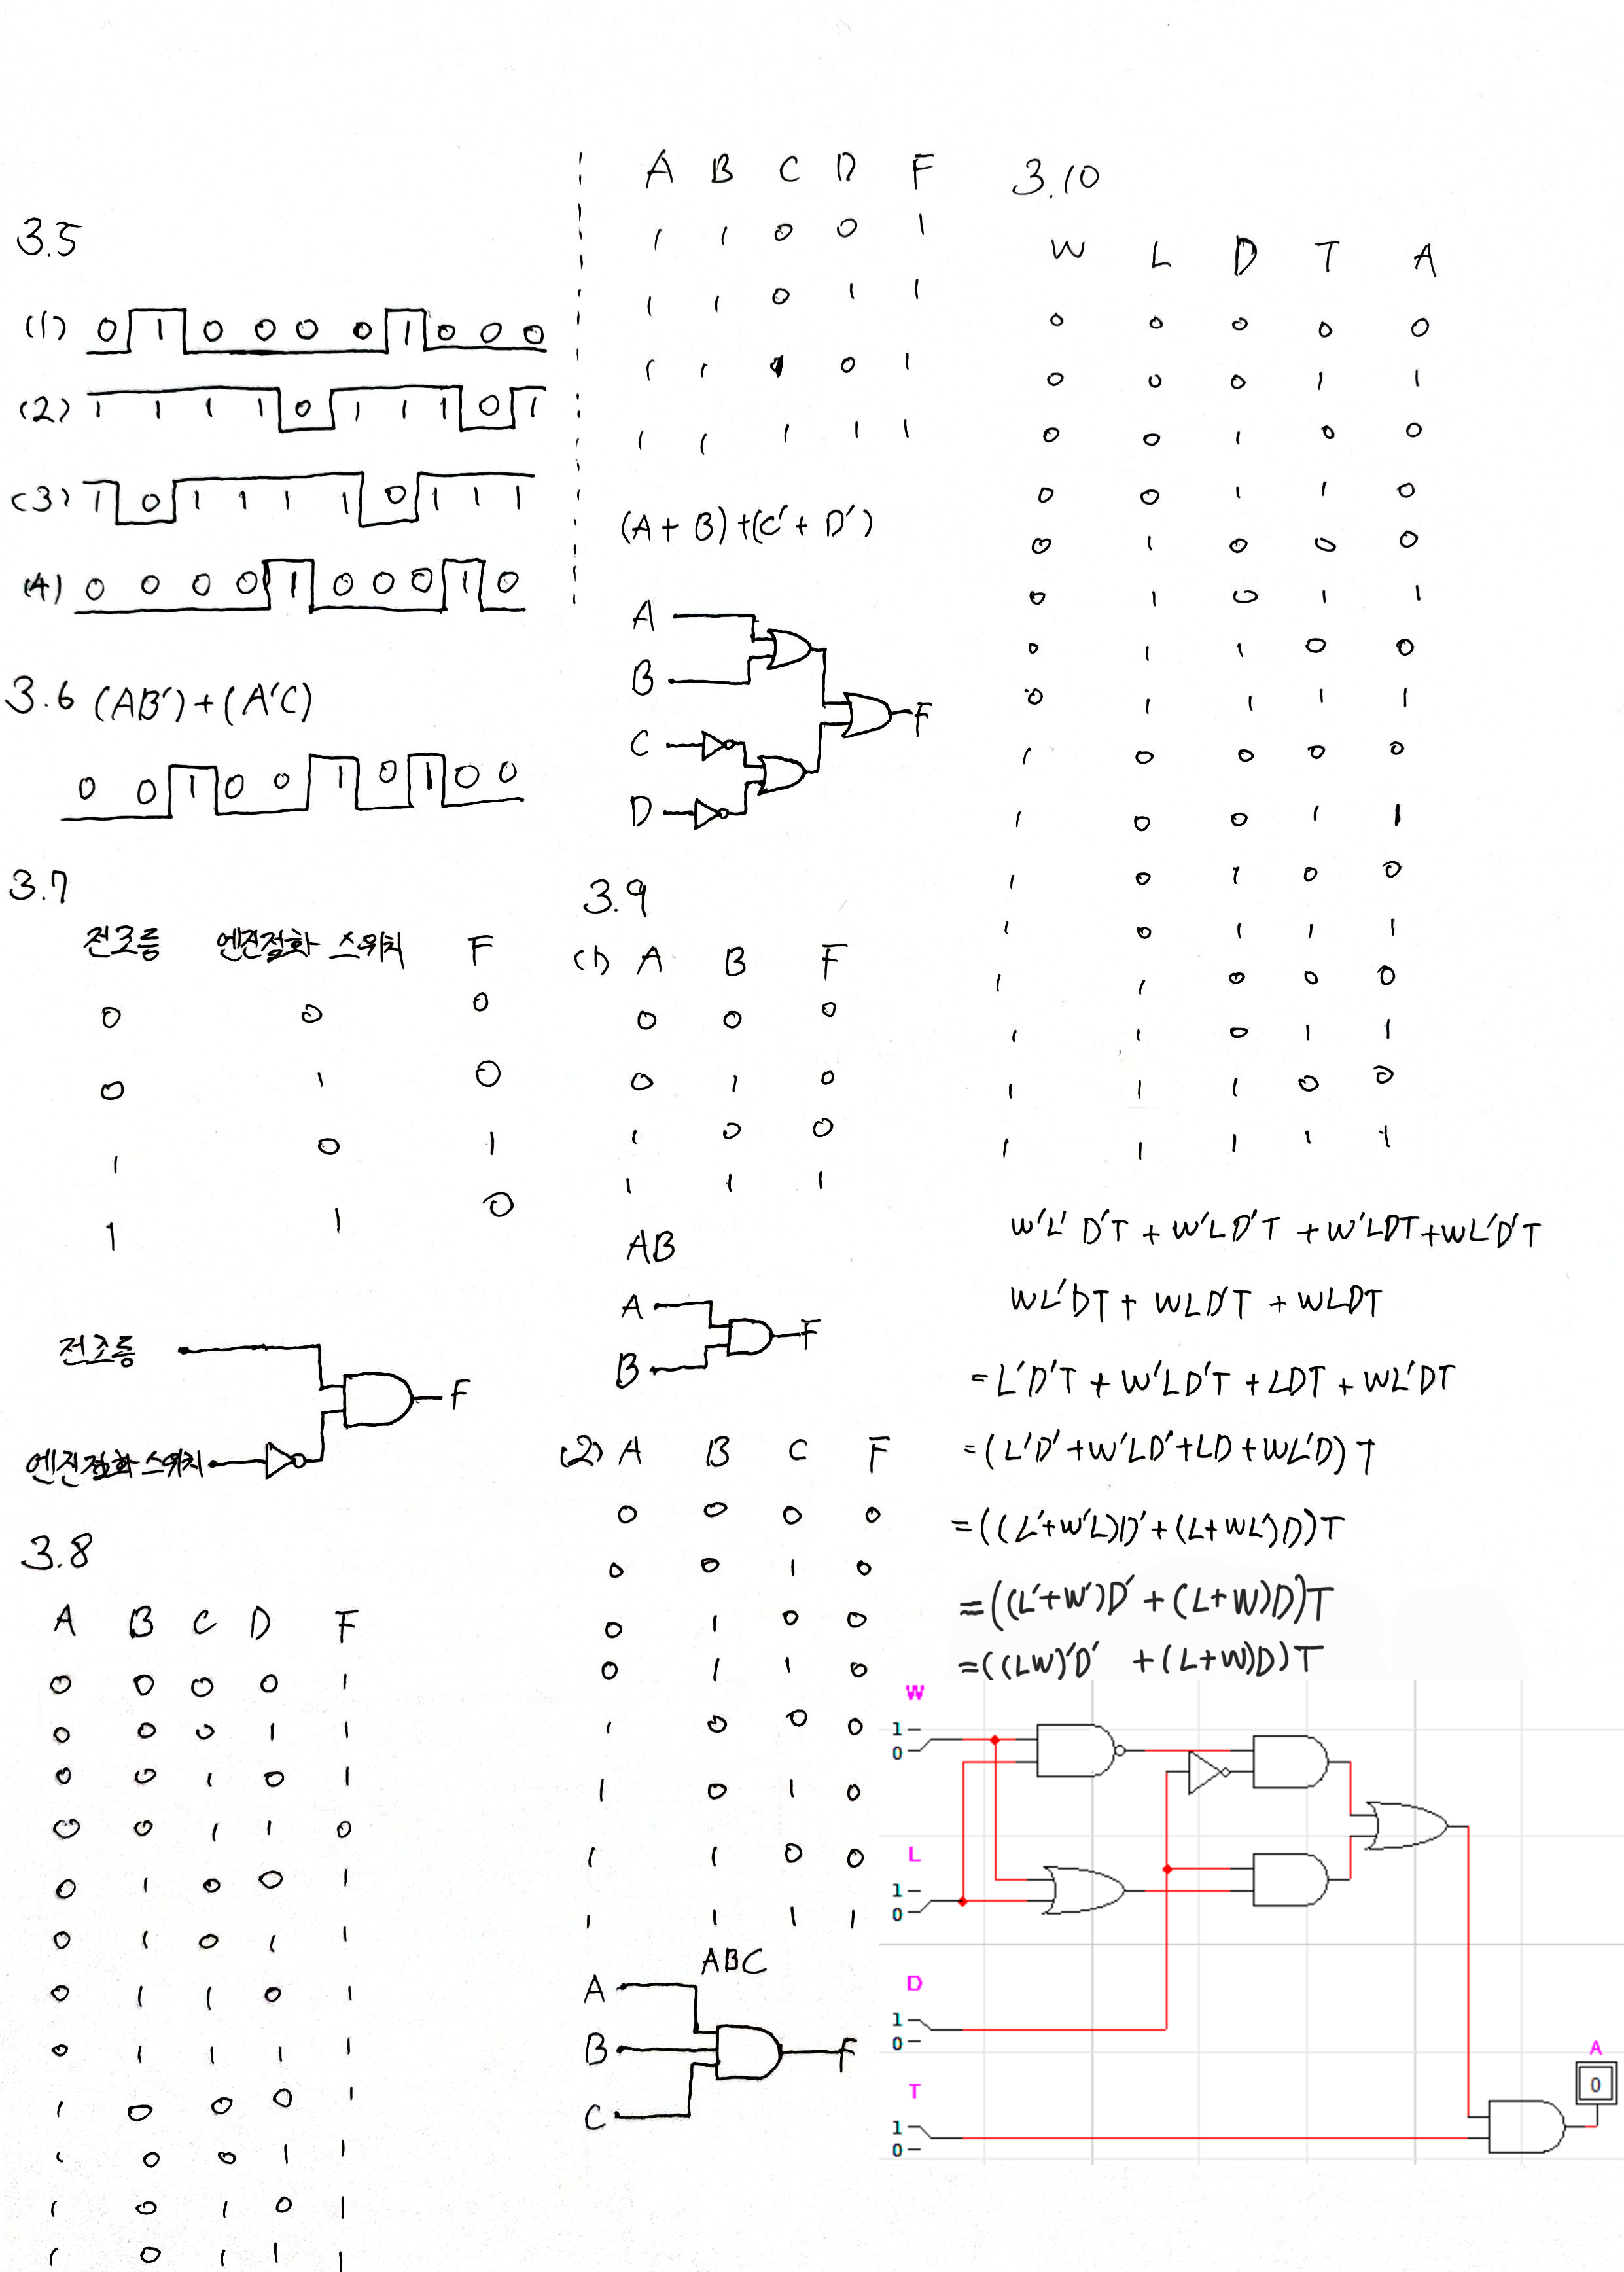 3.5
(1) 0 1 0 0 0 0 1 0 0 0
(2) 1 1 1 1 0 1 1 1 0 1
(3) 1 0 1 1 1 1 0 1 1 1
(4) 0 0 0 0 1 0 0 0 1 0
3.6 (AB')+(A'C)
0 0 1 0 0 1 0 1 0 0
3.7
전조등 엔진점화 스위치 F
0 0 0
0 1 0
1 0 1
1 1 0
전조등
F
엔진점화 스위치
3.8
A B C D F
0 0 0 0 1
0 0 0 1 1
0 0 1 0 1
0 0 1 1 0
0 1 0 0 1
0 1 0 1 1
0 1 1 0 1
0 1 1 1 1
1 0 0 0 1
1 0 0 1 1
1 0 1 0 1
1 0 1 1 1
A B C D F
1 1 0 0 1
1 1 0 1 1
1 1 1 0 1
1 1 1 1 1
(A+B)+(C'+D')
A
B
F
C
D
3.9
(1) A B F
0 0 0
0 1 0
1 0 0
1 1 1
AB
A
F
B
(2) A B C F
0 0 0 0
0 0 1 0
0 1 0 0
0 1 1 0
1 0 0 0
1 0 1 0
1 1 0 0
1 1 1 1
ABC
A
B F
C
3.10
W L D T A
0 0 0 0 0
0 0 0 1 1
0 0 1 0 0
0 0 1 1 0
0 1 0 0 0
0 1 0 1 1
0 1 1 0 0
0 1 1 1 1
1 0 0 0 0
1 0 0 1 1
1 0 1 0 0
1 0 1 1 1
1 1 0 0 0
1 1 0 1 1
1 1 1 0 0
1 1 1 1 1
W'L'D'T + W'LD'T + W'LDT+WL'D'T
WL'DT + WLD'T + WLDT
=L'D'T + W'LD'T + LDT + WL'DT
=(L'D'+W'LD'+LD+WL'D)T
=((L'+W'L)D'+(L+WL')D)T
=((L'+W')D'+(L+W)D)T
=((LW)'D' +(L+W)D)T
W
1
0
L
1
0
D
1
0
A
0
T
1
0